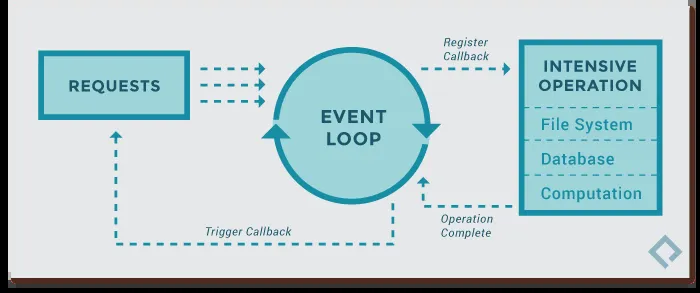 REQUESTS
EVENT
LOOP
Register
Callback
INTENSIVE
OPERATION
File System
Database
Computation
Operation
Complete
Trigger Callback